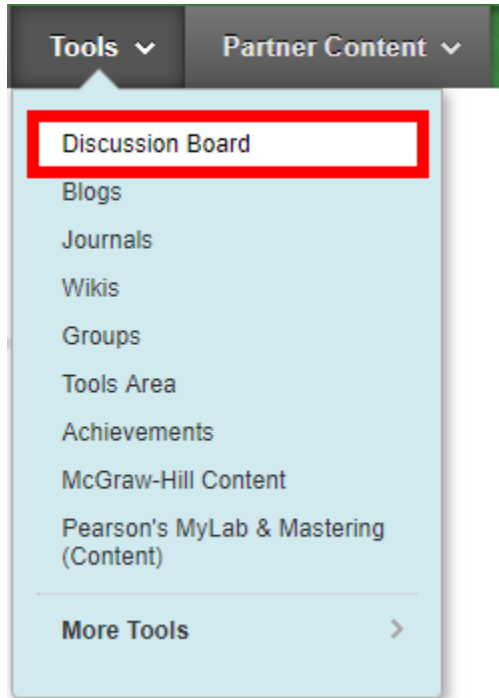 Tools Partner Content
Discussion Board
Blogs
Journals
Wikis
Groups
Tools Area
Achievements
McGraw-Hill Content
Pearson's MyLab & Mastering
(Content)
More Tools